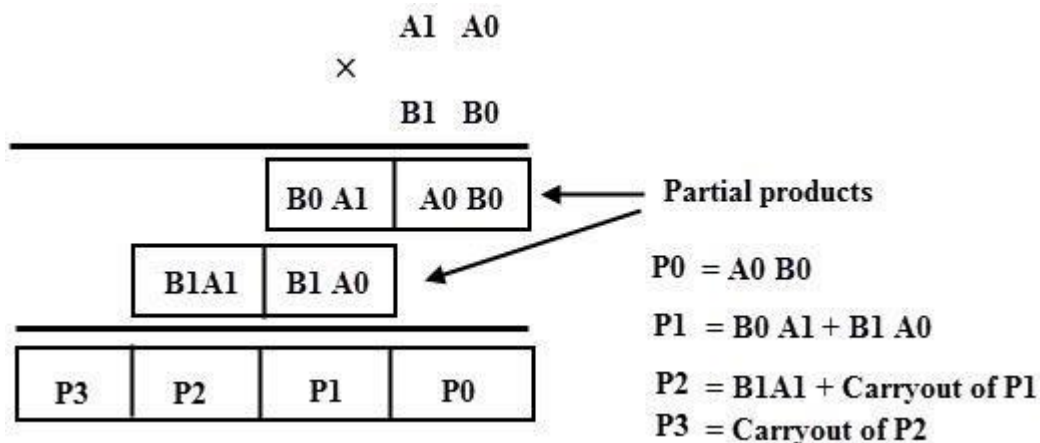 A1 A0
×
B1 B0
B0 A1 A0 B0
Partial products
B1A1 B1 A0
P3 P2 P1 P0
P0 = A0 B0
P1 = B0 A1 + B1 A0
P2 = B1A1 + Carryout of P1
P3 = Carryout of P2